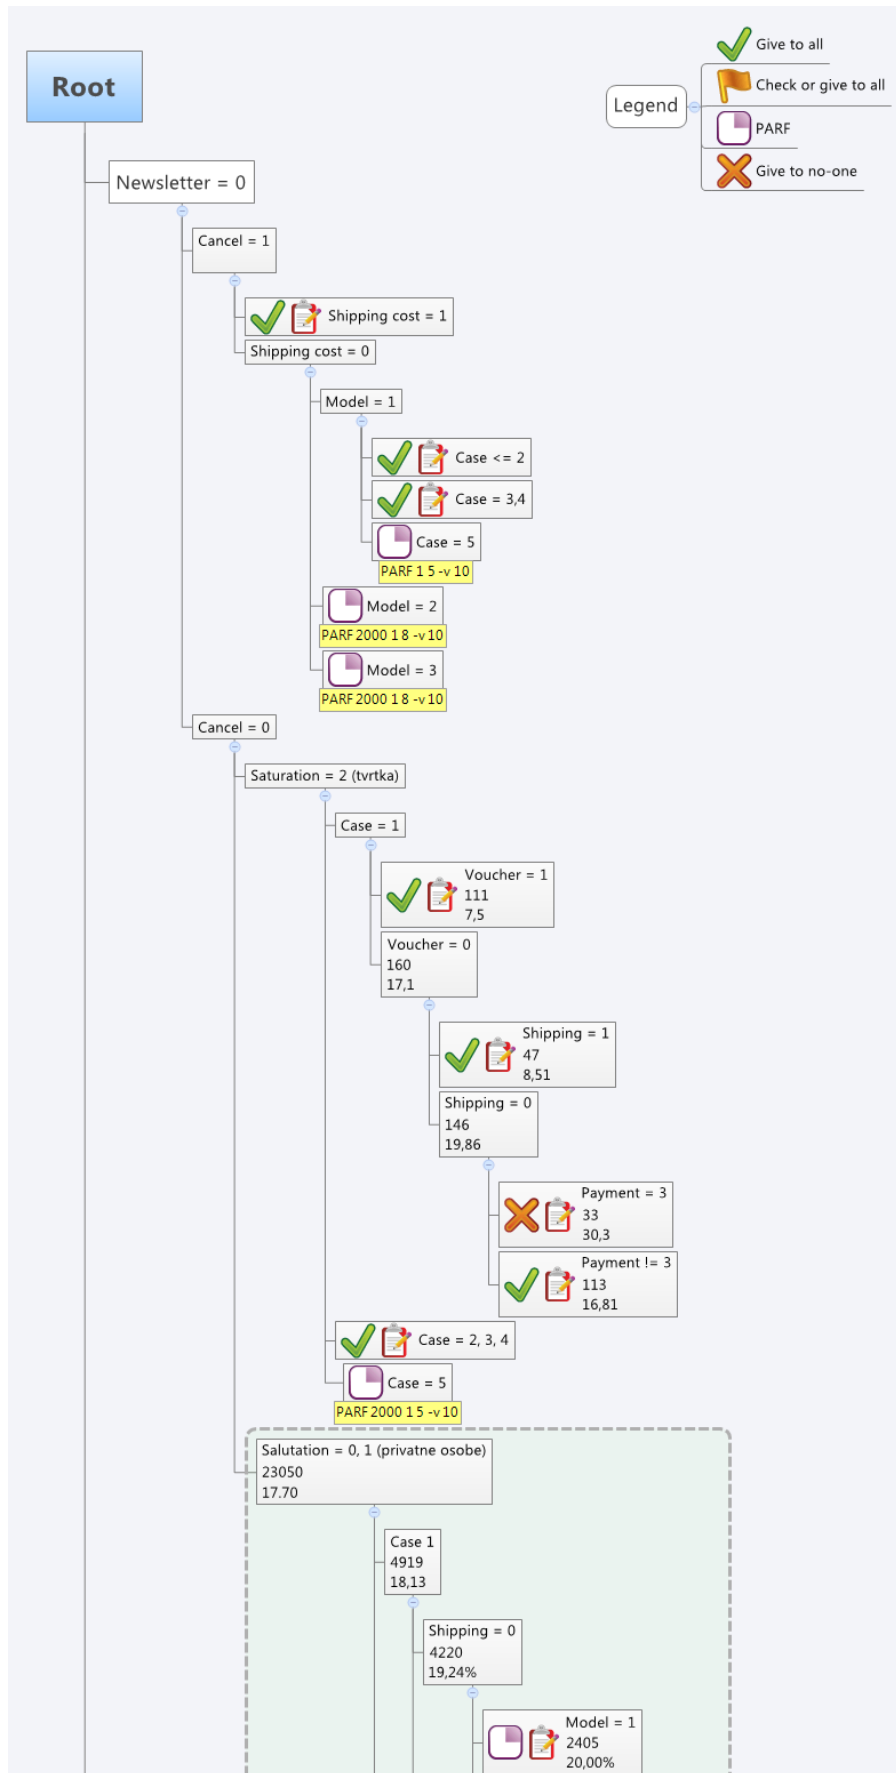 Root
Legend
Give to all
Check or give to all
PARF
Give to no-one
Newsletter = 0
Cancel = 1
Shipping cost = 1
Shipping cost = 0
Model = 1
Case <= 2
Case = 3,4
Case = 5
PARF 1 5 -v 10
Model = 2
PARF 2000 1 8 -v 10
Model = 3
PARF 2000 1 8 -v 10
Cancel = 0
Saturation = 2 (tvrtka)
Case = 1
Voucher = 1
111
7,5
Voucher = 0
160
17,1
Shipping = 1
47
8,51
Shipping = 0
146
19,86
Payment = 3
33
30,3
Payment != 3
113
16,81
Case = 2, 3, 4
Case = 5
PARF 2000 1 5 -v 10
Salutation = 0, 1 (privatne osobe)
23050
17.70
Case 1
4919
18,13
Shipping = 0
4220
19,24%
Model = 1
2405
20,00%